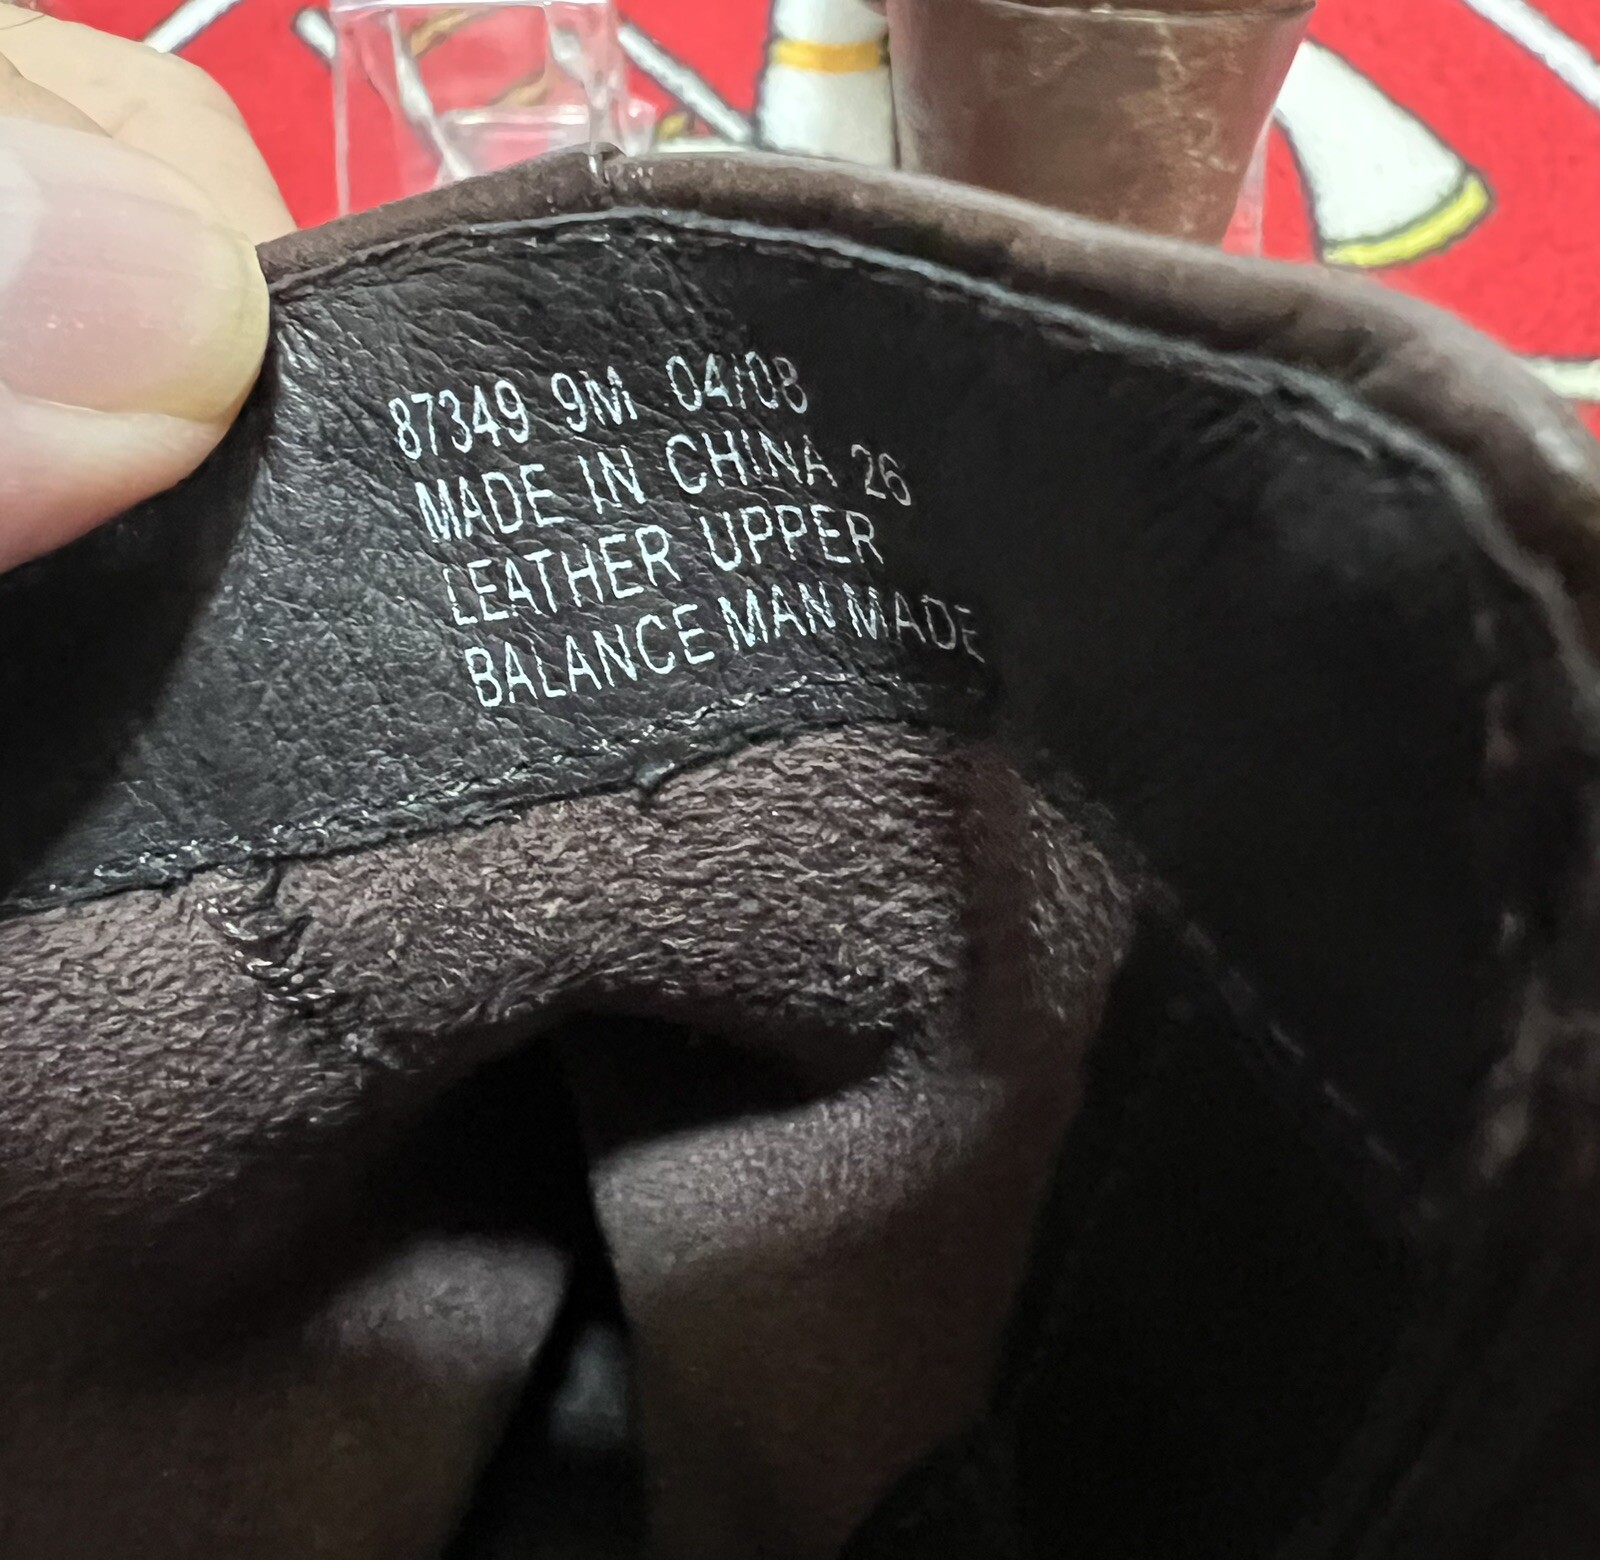 87349 9M 04/08
MADE IN CHINA 26
LEATHER UPPER
BALANCE MAN MADE